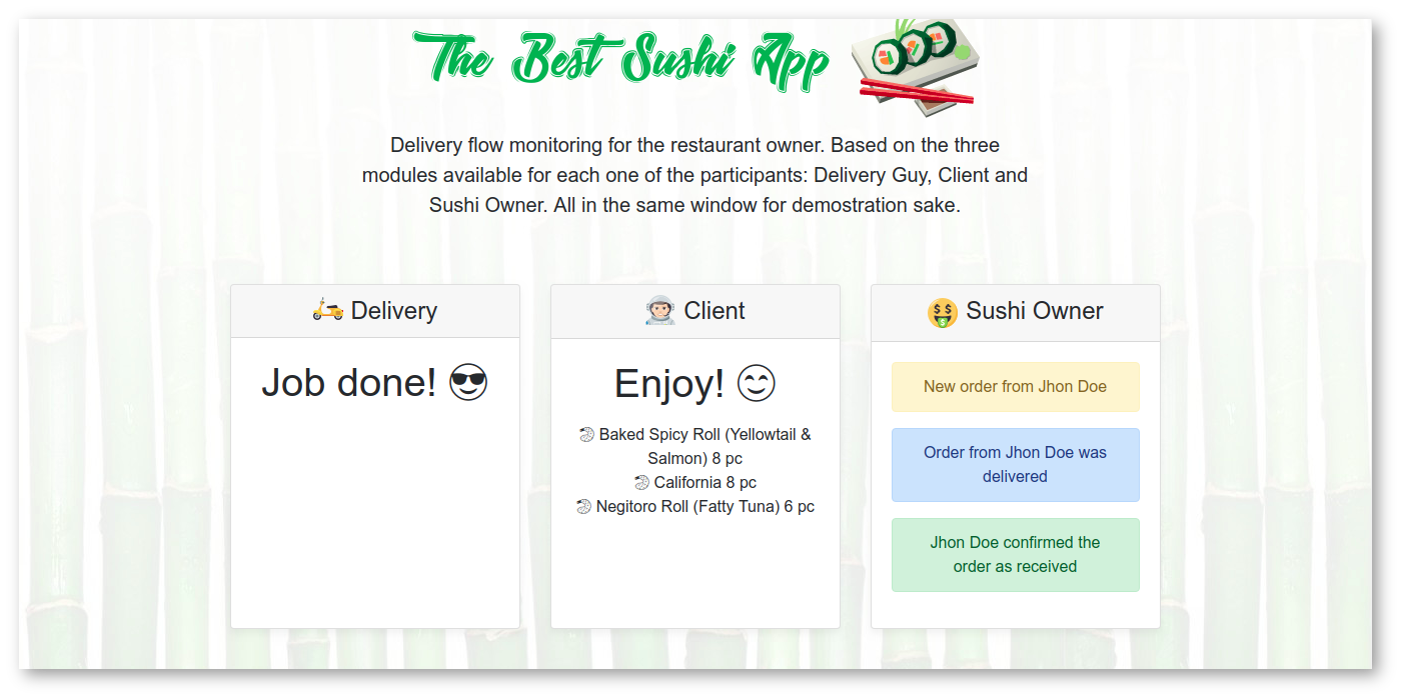 The Best Sushi App
Delivery flow monitoring for the restaurant owner. Based on the three
modules available for each one of the participants: Delivery Guy, Client and
Sushi Owner. All in the same window for demostration sake.
Delivery
Job done!
Client
Enjoy!
Baked Spicy Roll (Yellowtail &
Salmon) 8 pc
California 8 pc
Negitoro Roll (Fatty Tuna) 6 pc
Sushi Owner
New order from Jhon Doe
Order from Jhon Doe was
delivered
Jhon Doe confirmed the
order as received